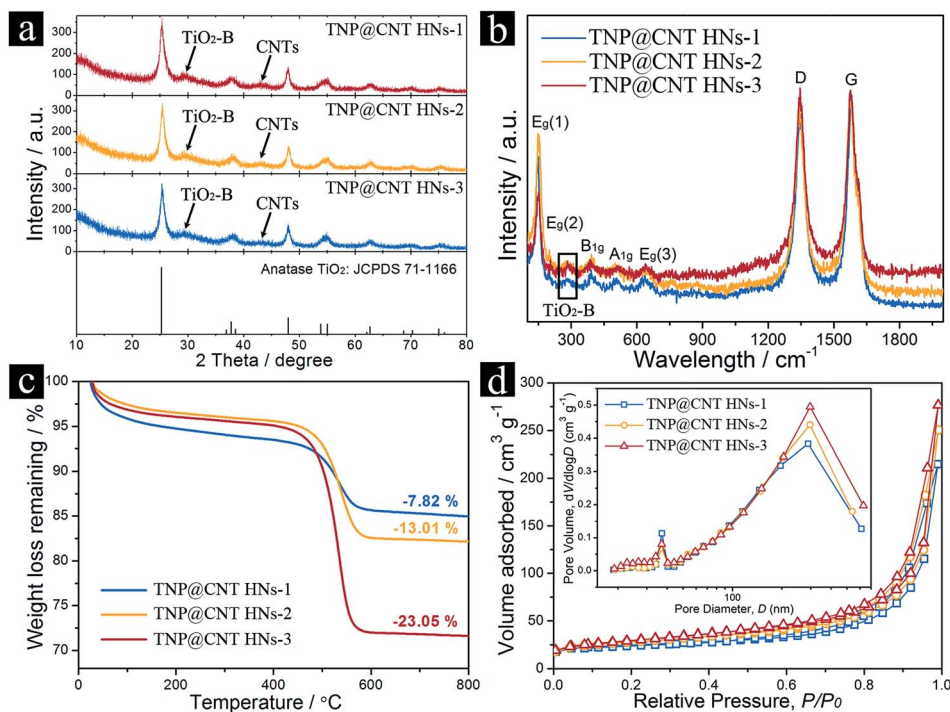 a
Intensity / a.u.
300
200
100
0
TiO₂-B
CNTs
TNP@CNT HNs-1
300
200
100
0
TiO₂-B
CNTs
TNP@CNT HNs-2
300
200
100
0
TiO₂-B
CNTs
TNP@CNT HNs-3
Anatase TiO₂: JCPDS 71-1166
10 20 30 40 50 60 70 80
2 Theta / degree
b
Intensity / a.u.
TNP@CNT HNs-1
TNP@CNT HNs-2
TNP@CNT HNs-3
D
G
Eg(1)
Eg(2)
B1g
A1g
Eg(3)
TiO₂-B
300 600 900 1200 1500 1800
Wavelength / cm⁻¹
c
Weight loss remaining / %
100
95
90
85
80
75
70
-7.82 %
-13.01 %
-23.05 %
TNP@CNT HNs-1
TNP@CNT HNs-2
TNP@CNT HNs-3
0 200 400 600 800
Temperature / °C
d
Volume adsorbed / cm³ g⁻¹
300
250
200
150
100
50
0
Pore Volume, dV/dlogD (cm³ g⁻¹)
0.5
0.4
0.3
0.2
0.1
0.0
TNP@CNT HNs-1
TNP@CNT HNs-2
TNP@CNT HNs-3
100
Pore Diameter, D (nm)
0.0 0.2 0.4 0.6 0.8 1.0
Relative Pressure, P/P₀